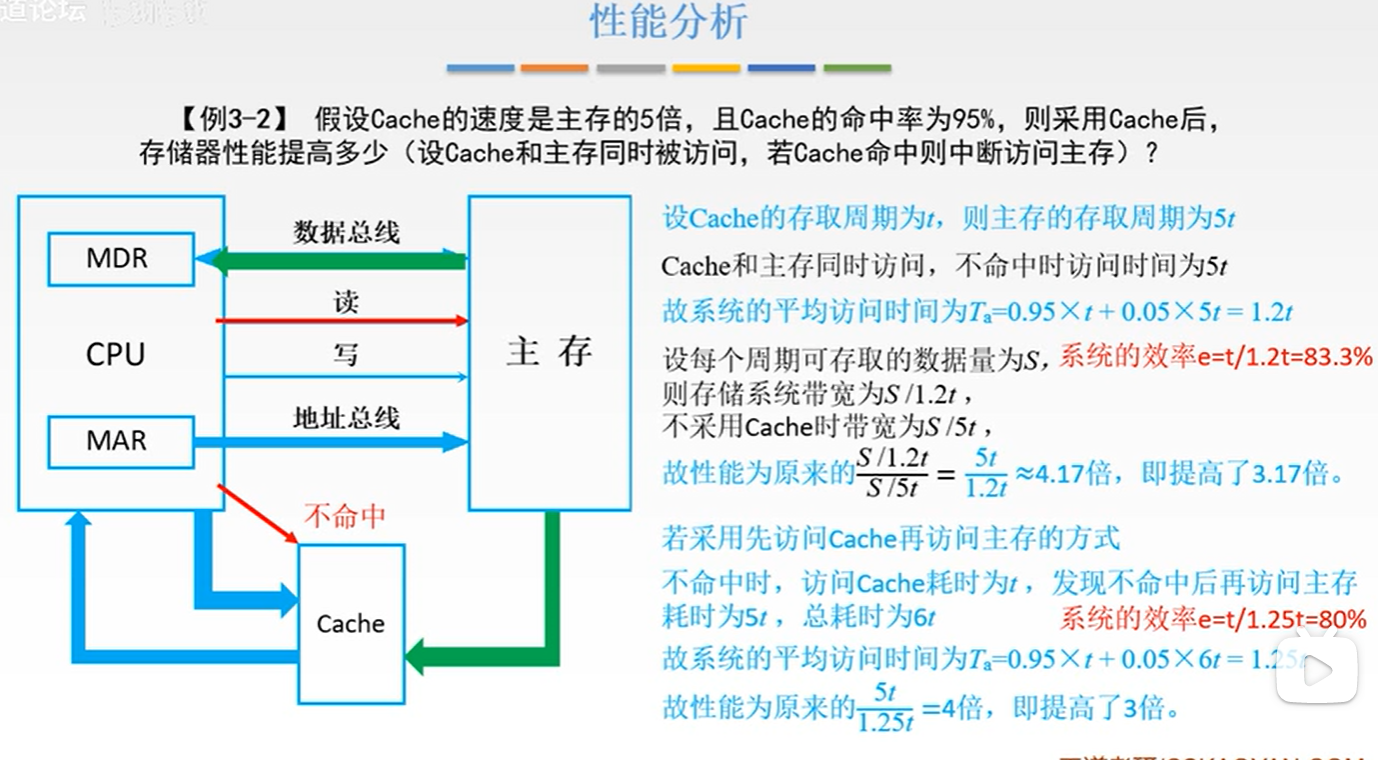 道论坛
性能分析
【例3-2】 假设Cache的速度是主存的5倍，且Cache的命中率为95%，则采用Cache后，
存储器性能提高多少（设Cache和主存同时被访问，若Cache命中则中断访问主存）？
MDR
CPU
MAR
数据总线
读
写
地址总线
主 存
不命中
Cache
设Cache的存取周期为t，则主存的存取周期为5t
Cache和主存同时访问，不命中时访问时间为5t
故系统的平均访问时间为Ta=0.95×t + 0.05×5t = 1.2t
设每个周期可存取的数据量为S，系统的效率e=t/1.2t=83.3%
则存储系统带宽为S /1.2t ，
不采用Cache时带宽为S /5t ，
故性能为原来的(S /1.2t)/(S /5t) = 5t/1.2t ≈4.17倍，即提高了3.17倍。
若采用先访问Cache再访问主存的方式
不命中时，访问Cache耗时为t ，发现不命中后再访问主存
耗时为5t ，总耗时为6t 系统的效率e=t/1.25t=80%
故系统的平均访问时间为Ta=0.95×t + 0.05×6t = 1.25t
故性能为原来的5t/1.25t =4倍，即提高了3倍。